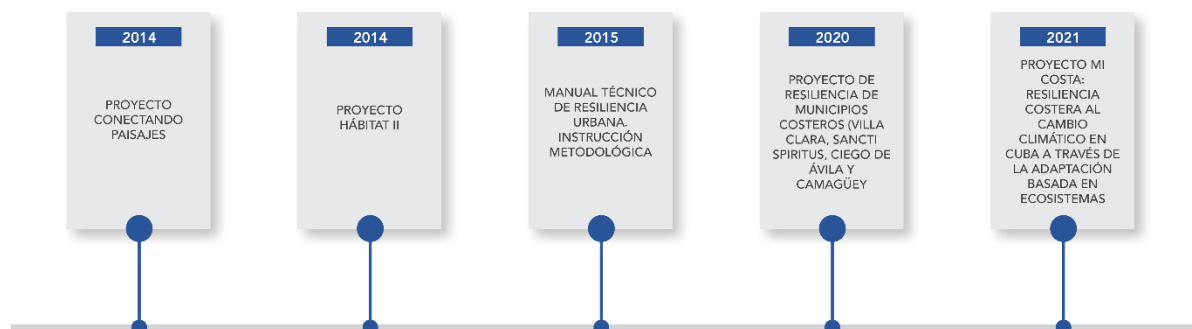 2014
PROYECTO
CONECTANDO
PAISAJES
2014
PROYECTO
HÁBITAT II
2015
MANUAL TÉCNICO
DE RESILIENCIA
URBANA.
INSTRUCCIÓN
METODOLÓGICA
2020
PROYECTO DE
RESILIENCIA DE
MUNICIPIOS
COSTEROS (VILLA
CLARA, SANCTI
SPIRITUS, CIEGO DE
ÁVILA Y
CAMAGÜEY
2021
PROYECTO MI
COSTA:
RESILIENCIA
COSTERA AL
CAMBIO
CLIMÁTICO EN
CUBA A TRAVÉS DE
LA ADAPTACIÓN
BASADA EN
ECOSISTEMAS